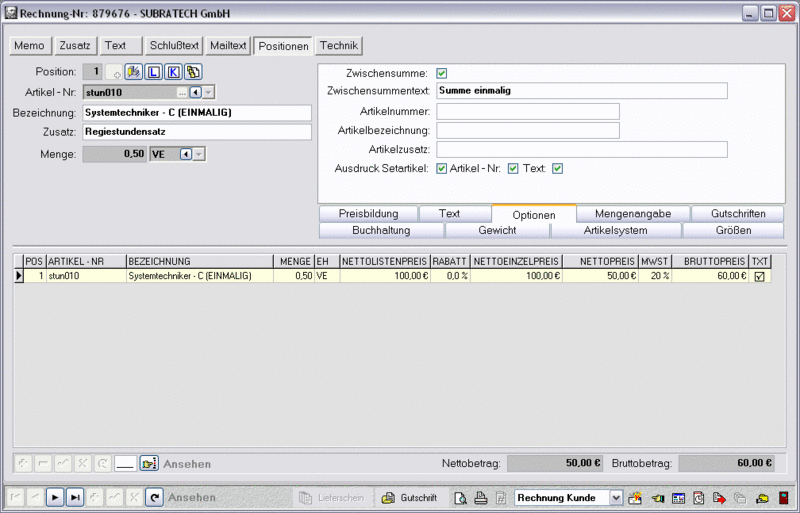 Rechnung-Nr: 879676 - SUBRATECH GmbH
Memo Zusatz Text Schlußtext Mailtext Positionen Technik
Position: 1 L K
Artikel - Nr: stun010 ...
Bezeichnung: Systemtechniker - C (EINMALIG)
Zusatz: Regiestundensatz
Menge: 0,50 VE
Zwischensumme:
Zwischensummentext: Summe einmalig
Artikelnummer:
Artikelbezeichnung:
Artikelzusatz:
Ausdruck Setartikel: Artikel - Nr: Text:
Preisbildung Text Optionen Mengenangabe Gutschriften
Buchhaltung Gewicht Artikelsystem Größen
POS ARTIKEL - NR BEZEICHNUNG MENGE EH NETTOLISTENPREIS RABATT NETTOEINZELPREIS NETTOPREIS MWST BRUTTOPREIS TXT
1 stun010 Systemtechniker - C (EINMALIG) 0,50 VE 100,00 € 0,0 % 100,00 € 50,00 € 20 % 60,00 €
Ansehen Nettobetrag: 50,00 € Bruttobetrag: 60,00 €
Ansehen Lieferschein Gutschrift # Rechnung Kunde